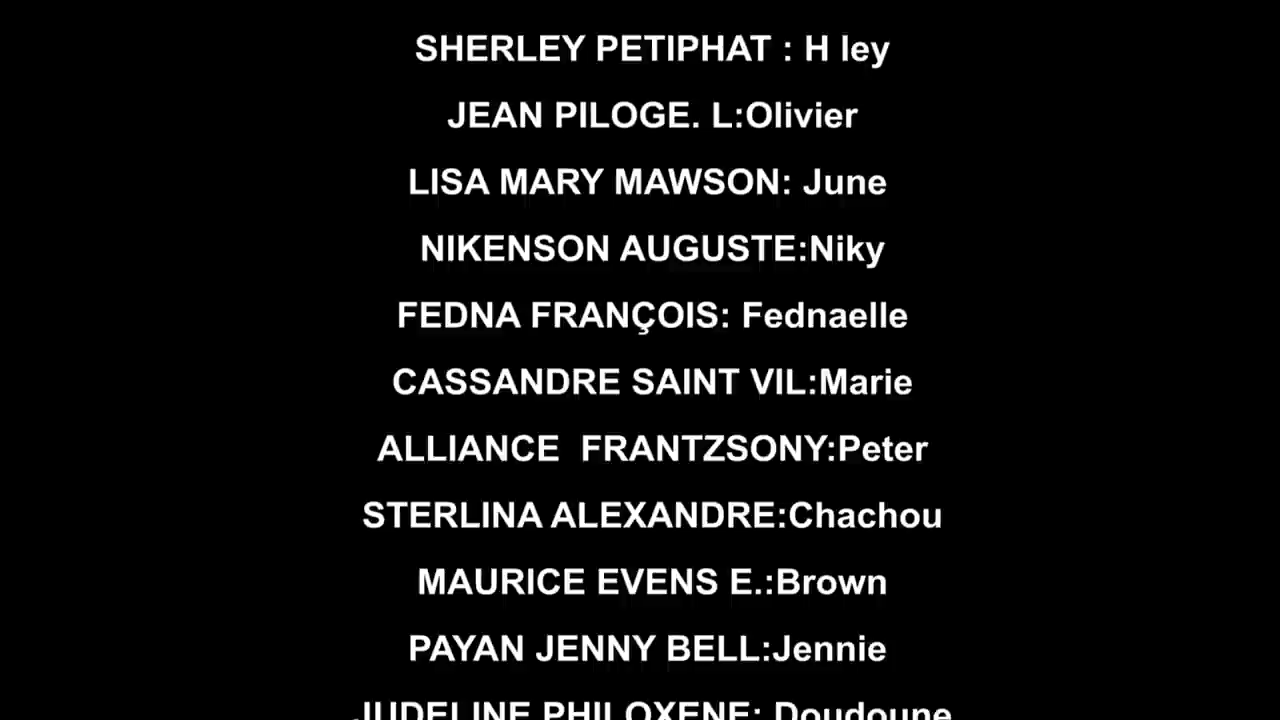 SHERLEY PETIPHAT : H ley
JEAN PILOGE. L:Olivier
LISA MARY MAWSON: June
NIKENSON AUGUSTE:Niky
FEDNA FRANÇOIS: Fednaelle
CASSANDRE SAINT VIL:Marie
ALLIANCE  FRANTZSONY:Peter
STERLINA ALEXANDRE:Chachou
MAURICE EVENS E.:Brown
PAYAN JENNY BELL:Jennie
JUDELINE PHILOXENE: Doudoune